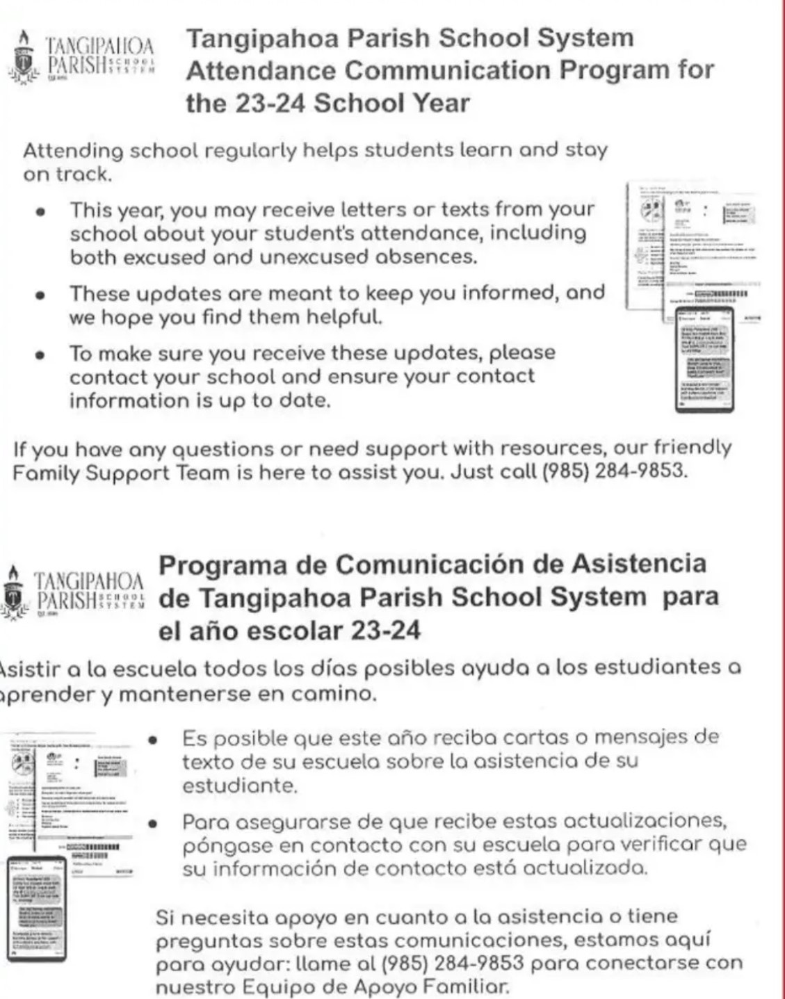 TANGIPAHOA
PARISH SCHOOL
SYSTEM
Tangipahoa Parish School System
Attendance Communication Program for
the 23-24 School Year
Attending school regularly helps students learn and stay
on track.
• This year, you may receive letters or texts from your
school about your student's attendance, including
both excused and unexcused absences.
• These updates are meant to keep you informed, and
we hope you find them helpful.
• To make sure you receive these updates, please
contact your school and ensure your contact
information is up to date.
If you have any questions or need support with resources, our friendly
Family Support Team is here to assist you. Just call (985) 284-9853.
TANGIPAHOA
PARISH SCHOOL
SYSTEM
Programa de Comunicación de Asistencia
de Tangipahoa Parish School System para
el año escolar 23-24
Asistir a la escuela todos los días posibles ayuda a los estudiantes a
aprender y mantenerse en camino.
• Es posible que este año reciba cartas o mensajes de
texto de su escuela sobre la asistencia de su
estudiante.
• Para asegurarse de que recibe estas actualizaciones,
póngase en contacto con su escuela para verificar que
su información de contacto está actualizada.
Si necesita apoyo en cuanto a la asistencia o tiene
preguntas sobre estas comunicaciones, estamos aquí
para ayudar: llame al (985) 284-9853 para conectarse con
nuestro Equipo de Apoyo Familiar.